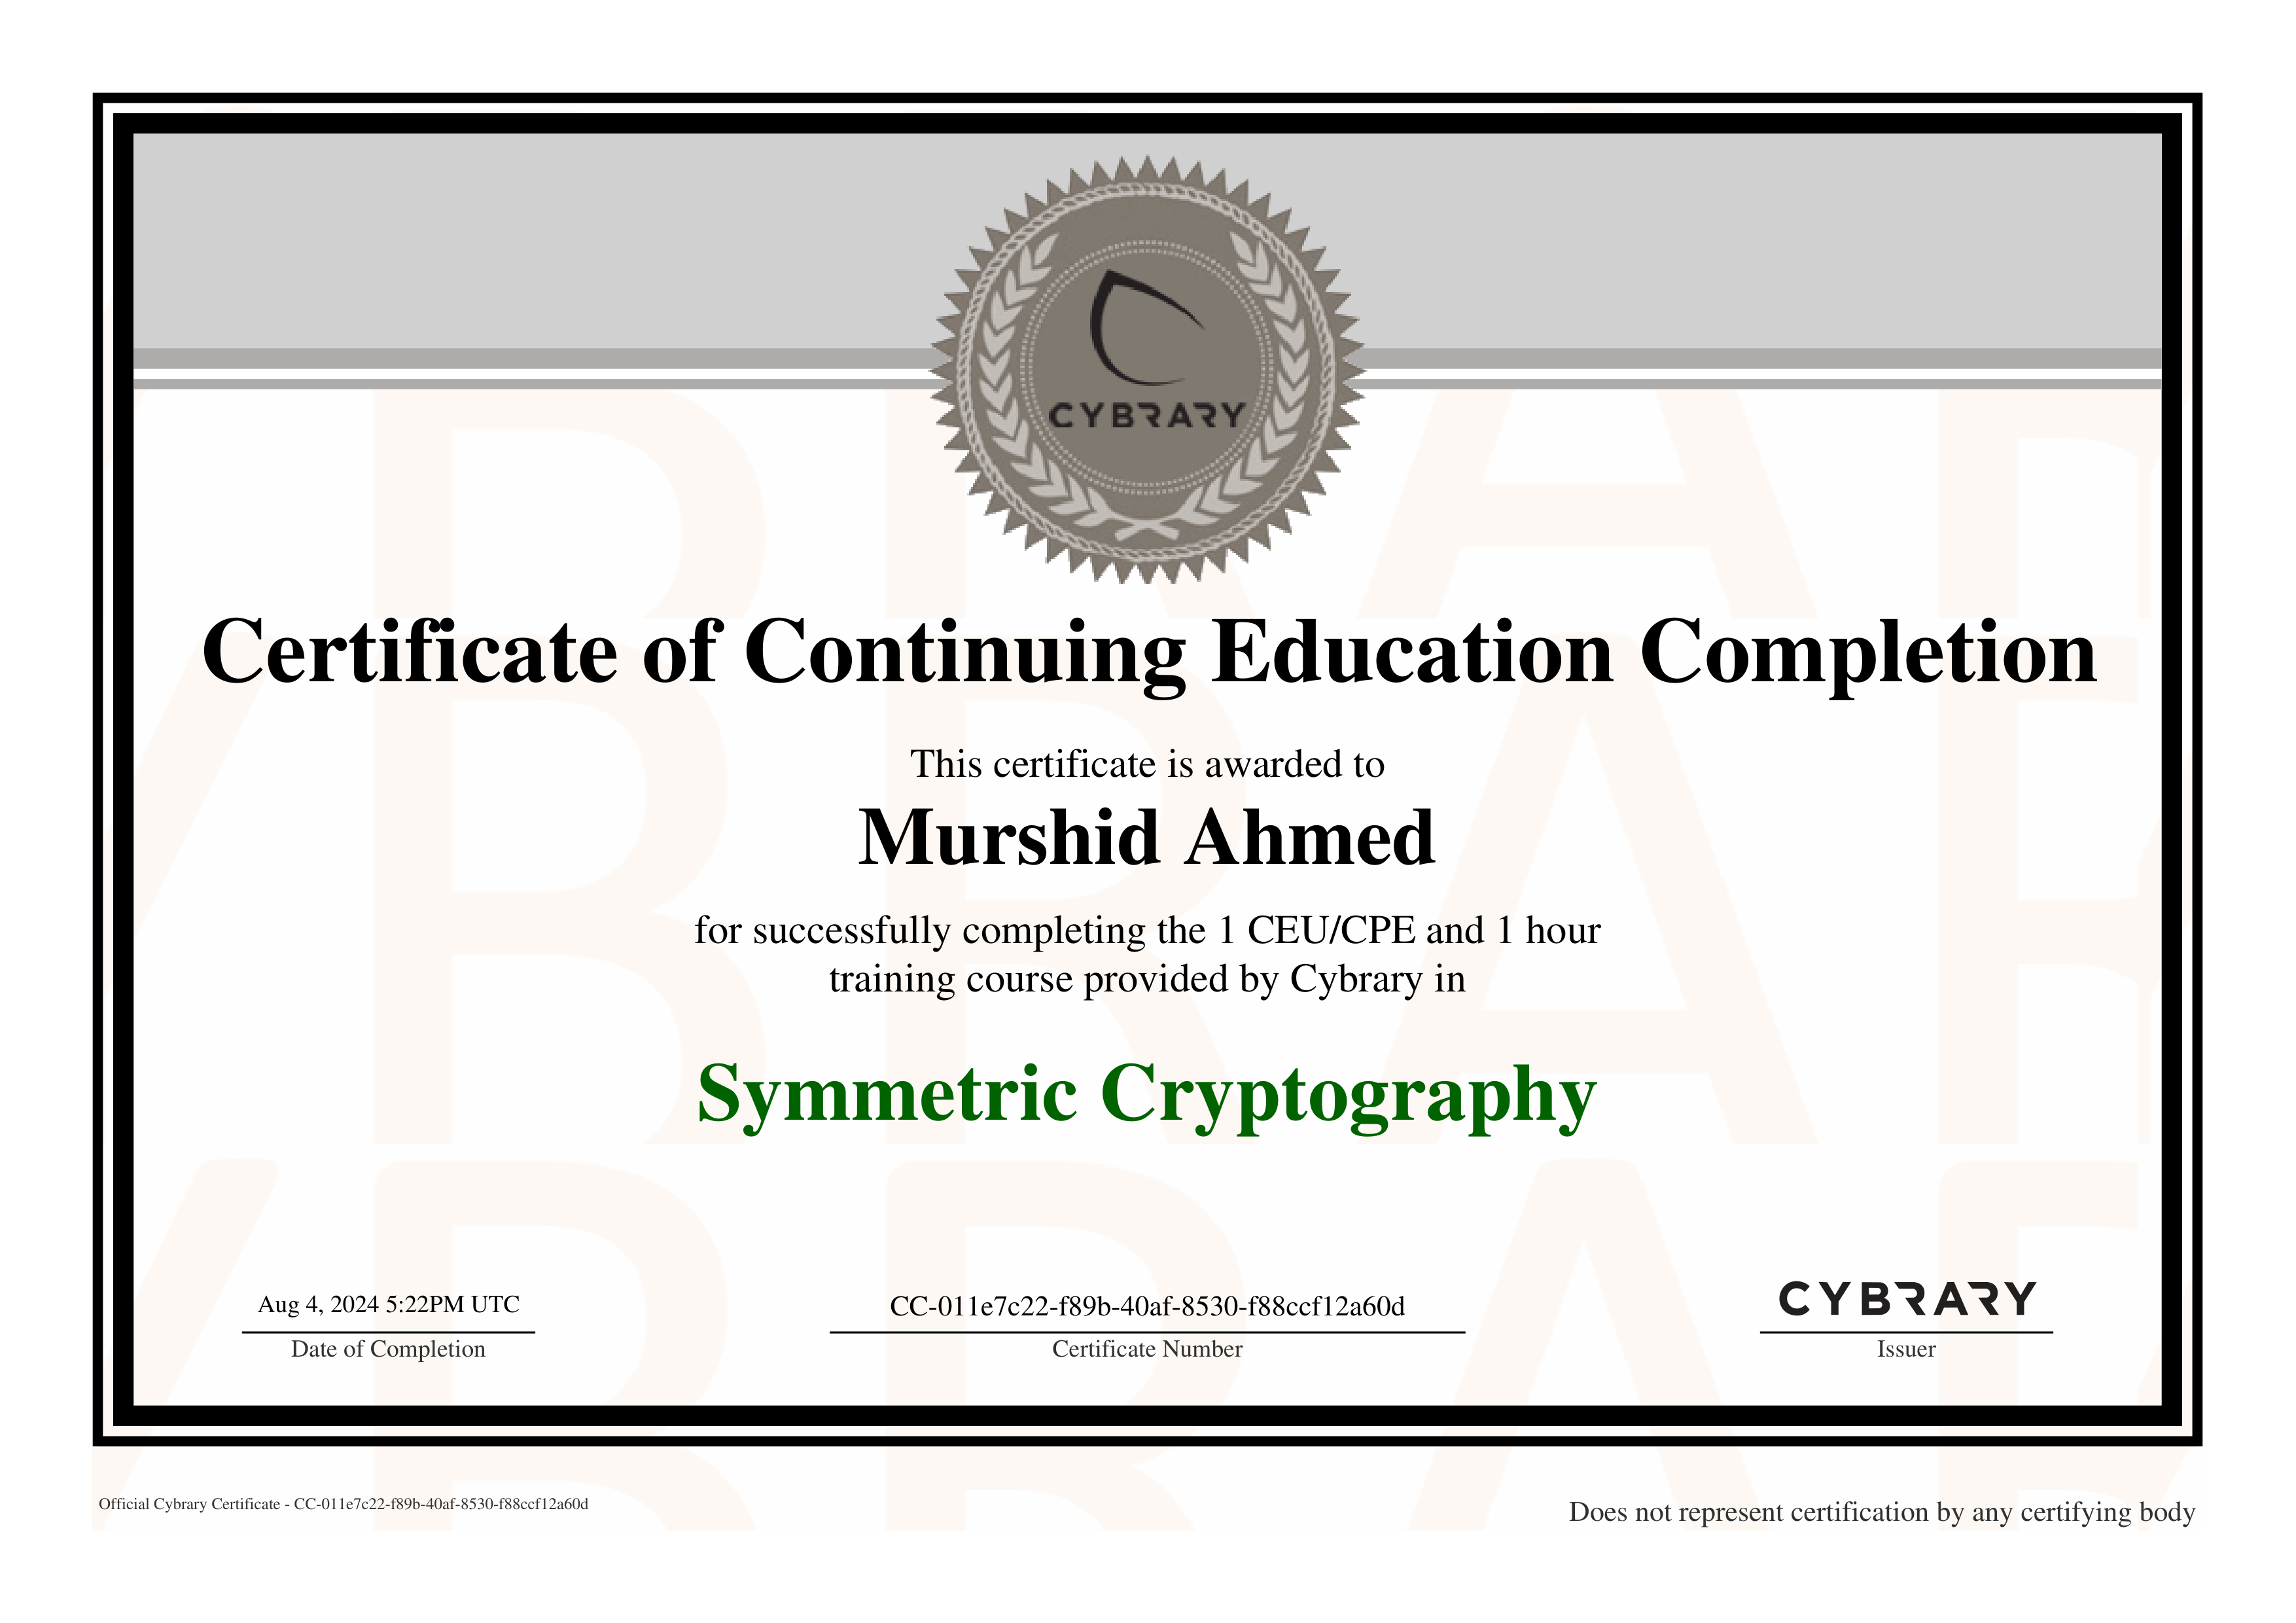 CYBRARY
Certificate of Continuing Education Completion
This certificate is awarded to
Murshid Ahmed
for successfully completing the 1 CEU/CPE and 1 hour
training course provided by Cybrary in
Symmetric Cryptography
Aug 4, 2024 5:22PM UTC
Date of Completion
CC-011e7c22-f89b-40af-8530-f88ccf12a60d
Certificate Number
CYBRARY
Issuer
Official Cybrary Certificate - CC-011e7c22-f89b-40af-8530-f88ccf12a60d
Does not represent certification by any certifying body